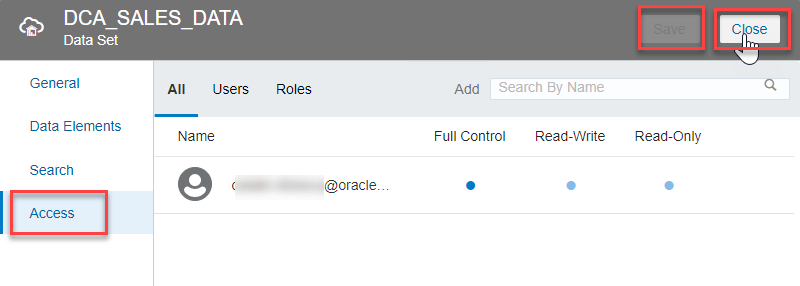 DCA_SALES_DATA
Data Set
Save
Close
General
Data Elements
Search
Access
All Users Roles Add Search By Name
Name Full Control Read-Write Read-Only
@oracle...